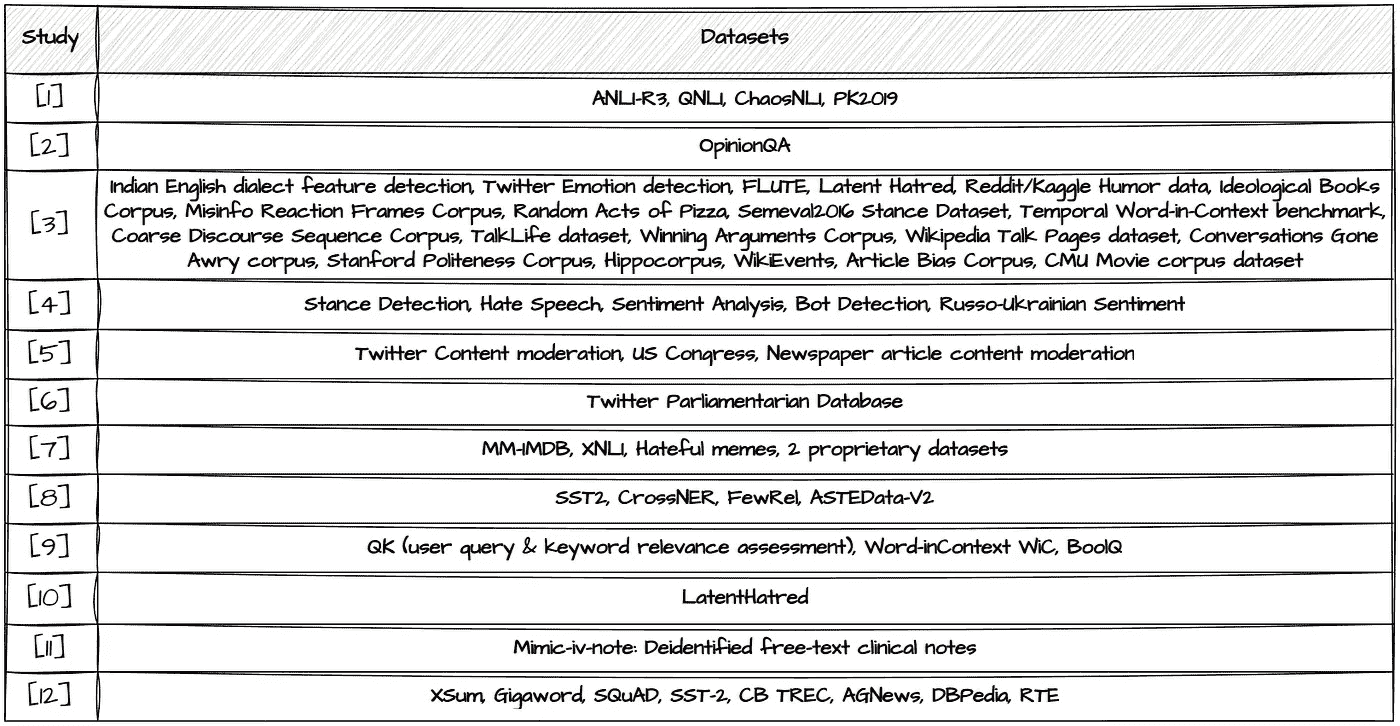 Study Datasets
[1] ANLI-R3, QNLI, ChaosNLI, PK2019
[2] OpinionQA
[3] Indian English dialect feature detection, Twitter Emotion detection, FLUTE, Latent Hatred, Reddit/Kaggle Humor data, Ideological Books
Corpus, Misinfo Reaction Frames Corpus, Random Acts of Pizza, Semeval2016 Stance Dataset, Temporal Word-in-Context benchmark,
Coarse Discourse Sequence Corpus, TalkLife dataset, Winning Arguments Corpus, Wikipedia Talk Pages dataset, Conversations Gone
Awry corpus, Stanford Politeness Corpus, Hippocorpus, WikiEvents, Article Bias Corpus, CMU Movie corpus dataset
[4] Stance Detection, Hate Speech, Sentiment Analysis, Bot Detection, Russo-Ukrainian Sentiment
[5] Twitter Content moderation, US Congress, Newspaper article content moderation
[6] Twitter Parliamentarian Database
[7] MM-IMDB, XNLI, Hateful memes, 2 proprietary datasets
[8] SST2, CrossNER, FewRel, ASTEData-V2
[9] QK (user query & keyword relevance assessment), Word-inContext WiC, BoolQ
[10] LatentHatred
[11] Mimic-iv-note: Deidentified free-text clinical notes
[12] XSum, Gigaword, SQuAD, SST-2, CB TREC, AGNews, DBPedia, RTE